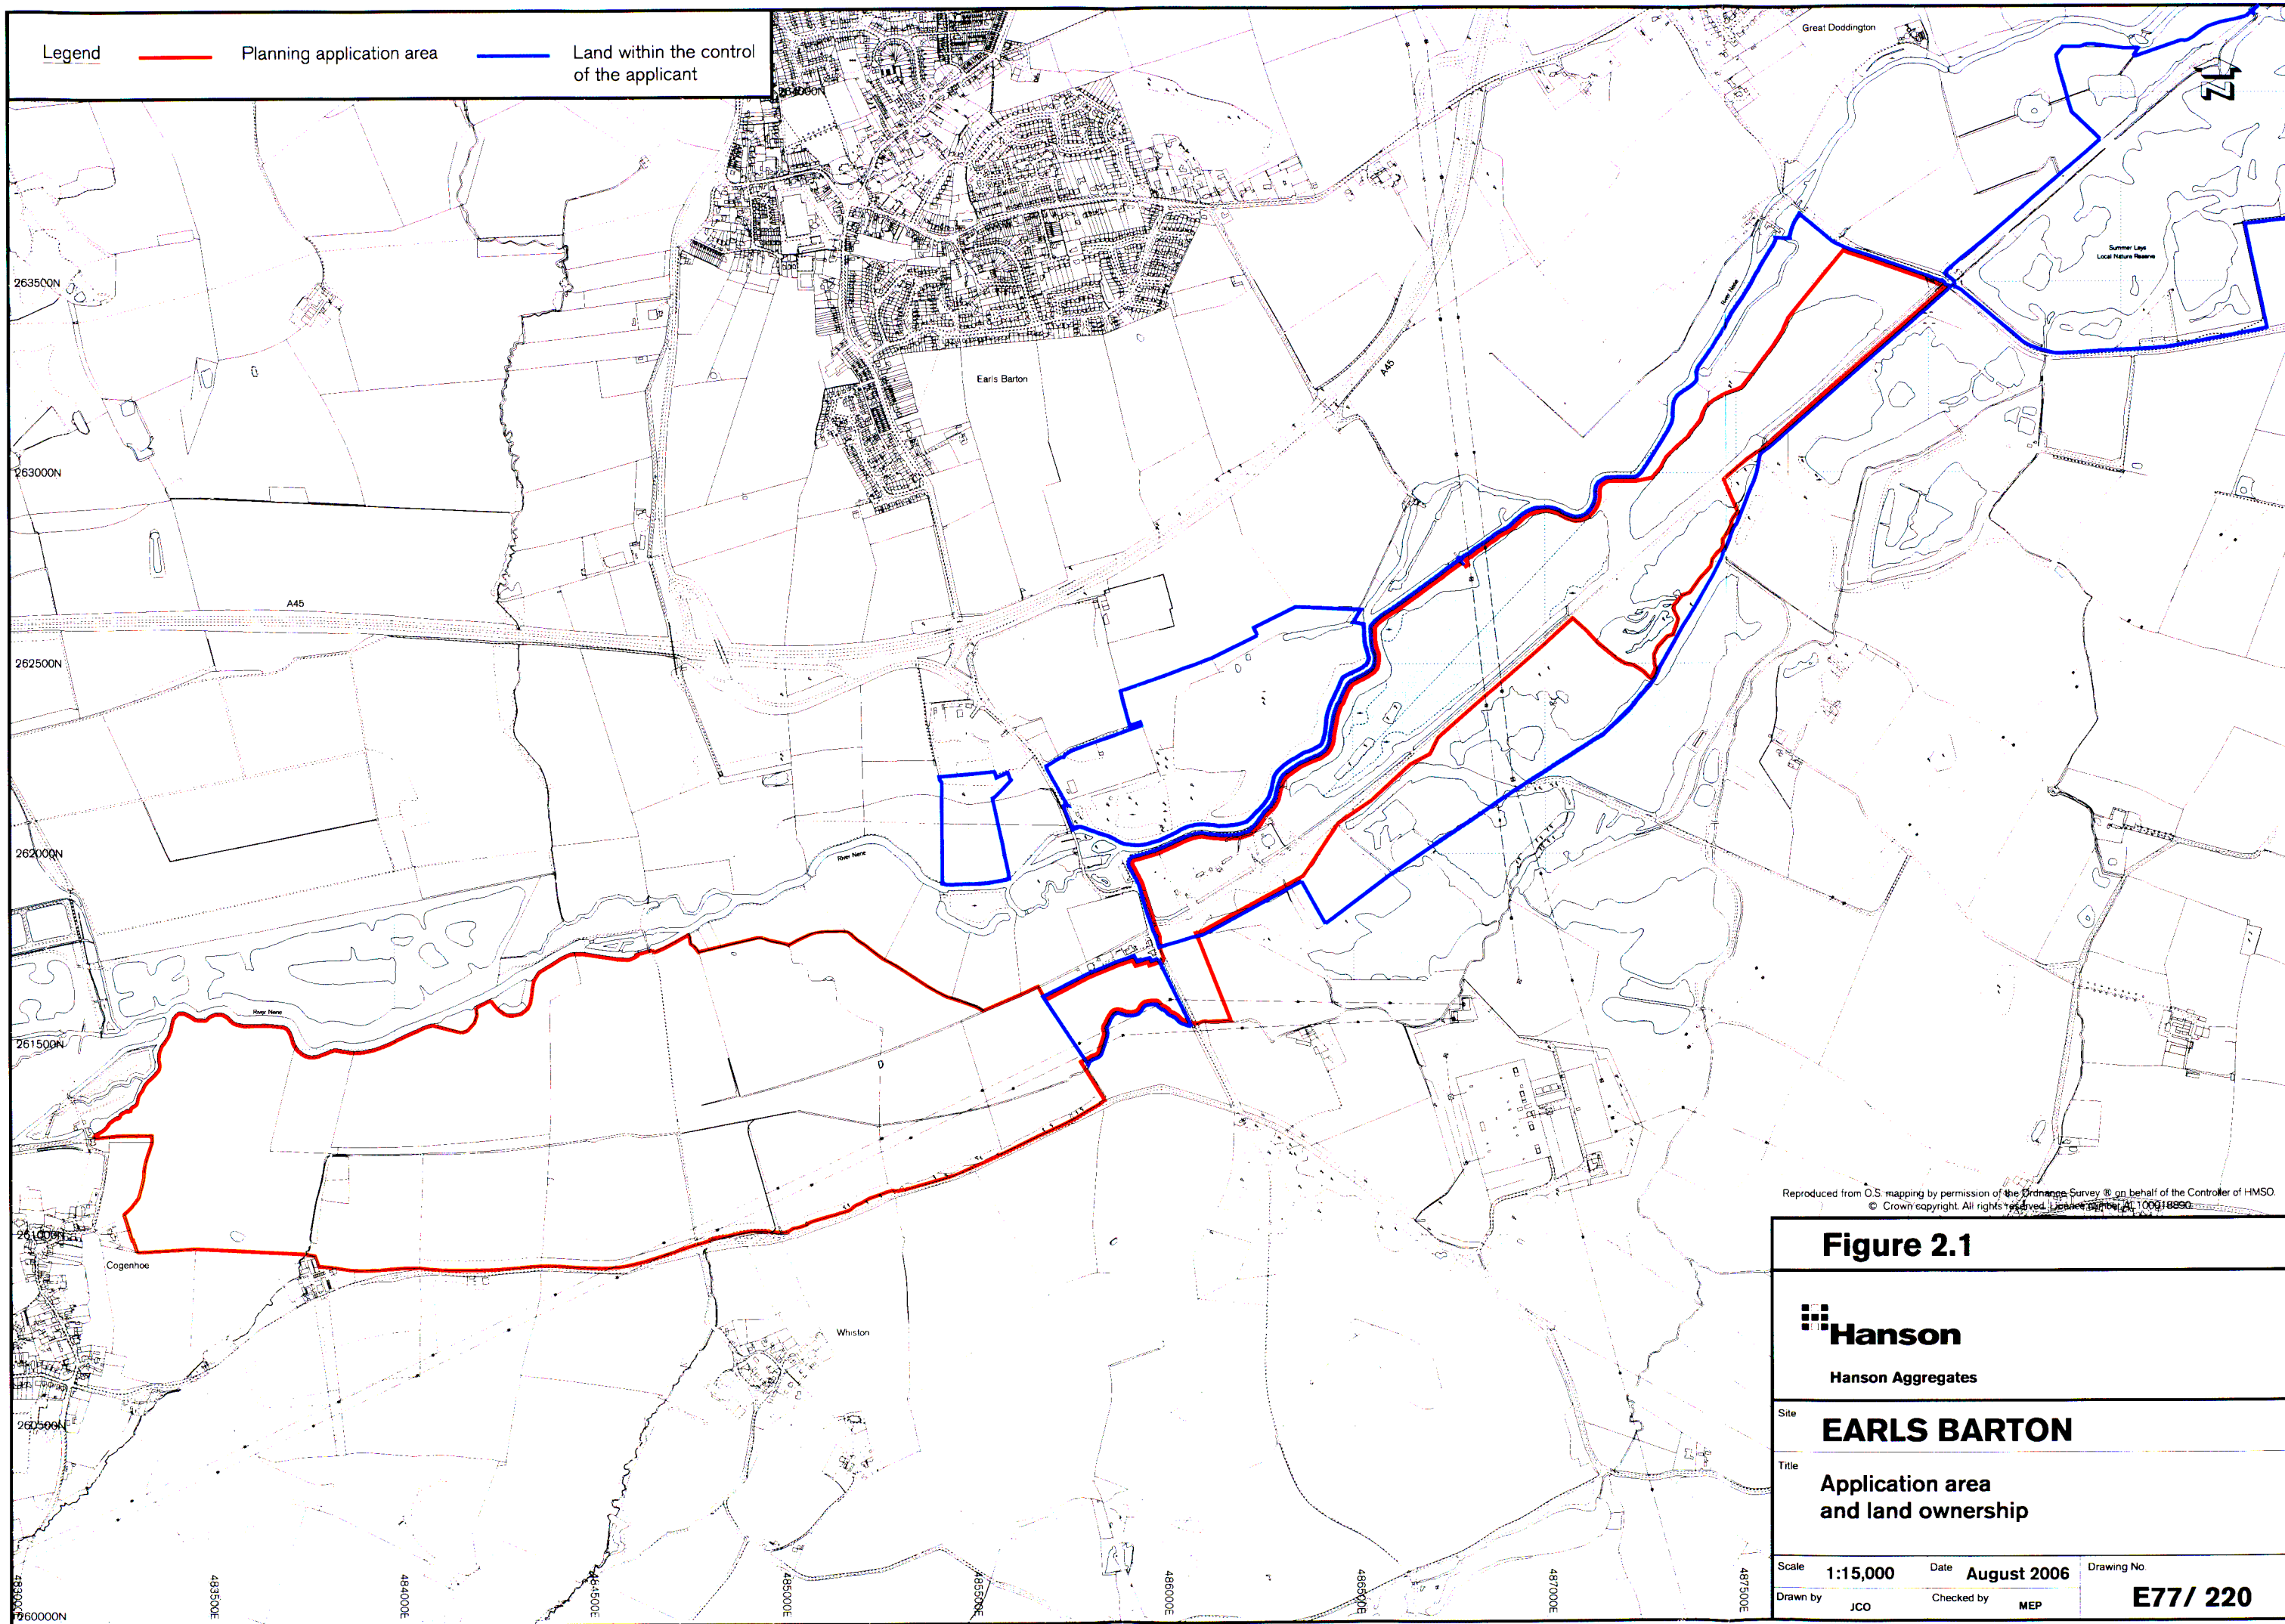 Legend
Planning application area
Land within the control
of the applicant
Great Doddington
N
264000N
263500N
Summer Leys
Local Nature Reserve
River Nene
A45
Earls Barton
263000N
A45
262500N
262000N
River Nene
River Nene
261500N
261000N
Cogenhoe
Whiston
260500N
260000N
483000E
483500E
484000E
484500E
485000E
485500E
486000E
486500E
487000E
487500E
Reproduced from O.S. mapping by permission of the Ordnance Survey ® on behalf of the Controller of HMSO.
© Crown copyright. All rights reserved. Licence number AL 100018890
Figure 2.1
Hanson
Hanson Aggregates
Site
EARLS BARTON
Title
Application area
and land ownership
Scale 1:15,000 Date August 2006 Drawing No.
Drawn by JCO Checked by MEP E77/ 220